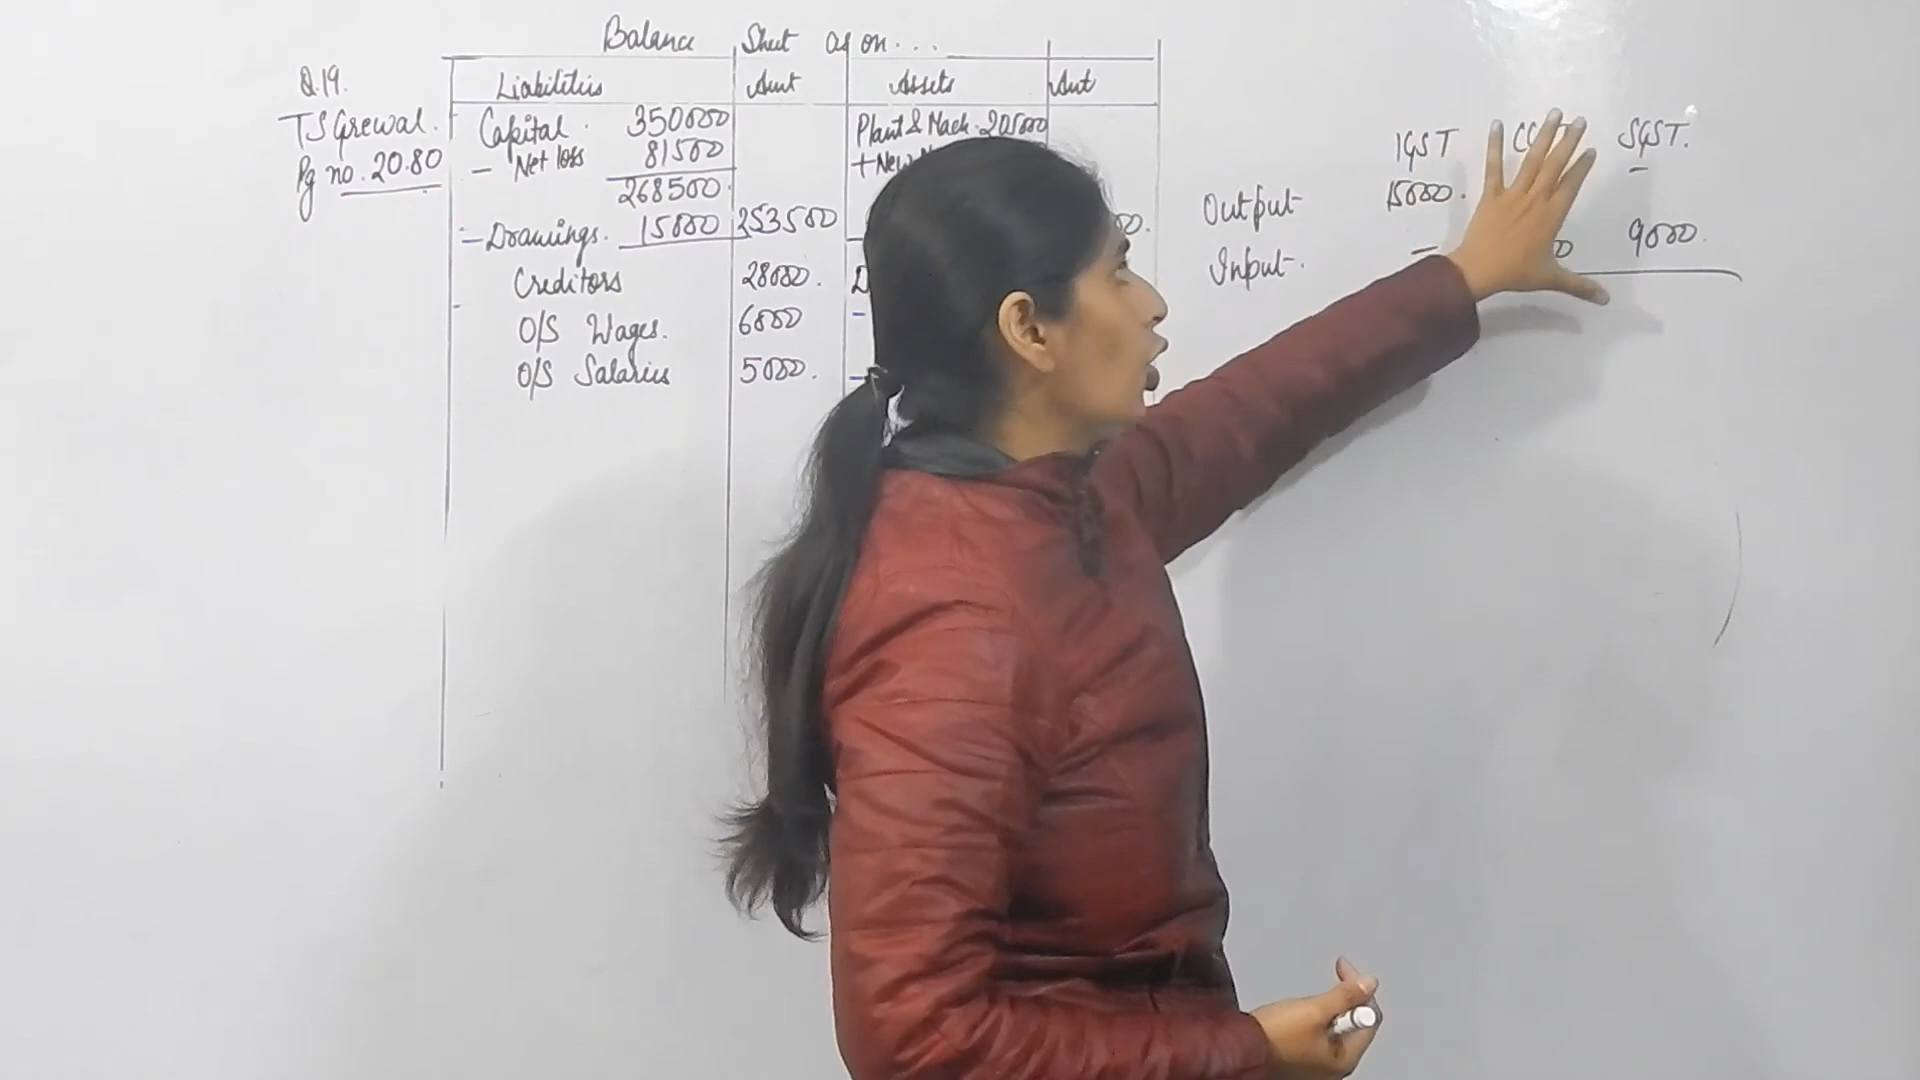 Balance Sheet as on....
Q.19.
TS Grewal.
Pg no. 20.80
Liabilities Amt Assets Amt
Capital 350000 Plant & Mach. 205000
- Net loss 81500 + New
268500
- Drawings. 15000 253500
Creditors 28000.
O/S Wages. 6000
O/S Salaries 5000.
IGST SGST.
Output 15000. -
Input. - 9000.